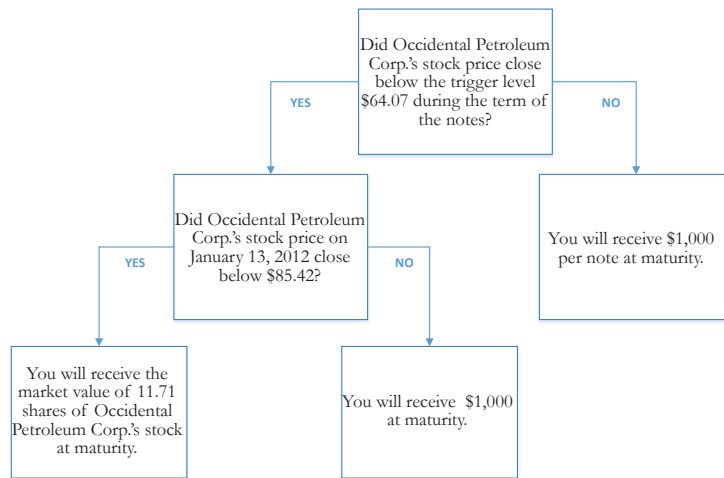 Did Occidental Petroleum
Corp.'s stock price close
below the trigger level
$64.07 during the term of
the notes?
YES
NO
Did Occidental Petroleum
Corp.'s stock price on
January 13, 2012 close
below $85.42?
You will receive $1,000
per note at maturity.
YES
NO
You will receive the
market value of 11.71
shares of Occidental
Petroleum Corp.'s stock
at maturity.
You will receive $1,000
at maturity.